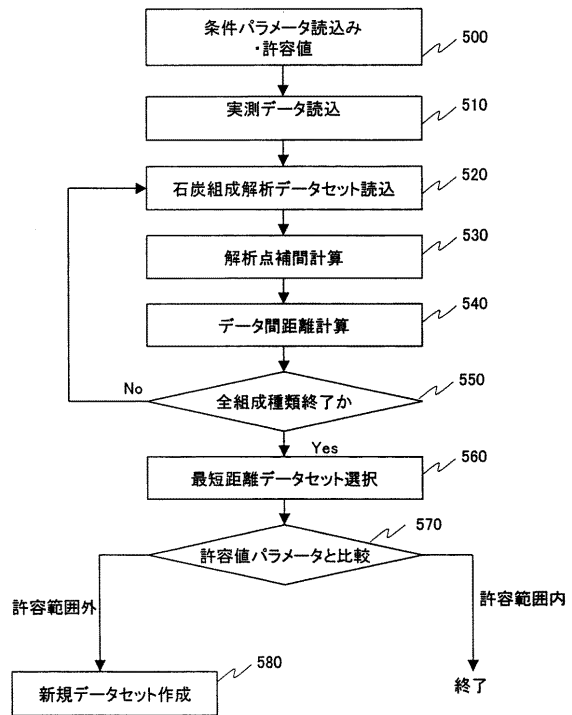 条件パラメータ読込み
・許容値
500
実測データ読込
510
石炭組成解析データセット読込
520
解析点補間計算
530
データ間距離計算
540
全組成種類終了か
550
No
Yes
最短距離データセット選択
560
許容値パラメータと比較
570
許容範囲外
許容範囲内
新規データセット作成
580
終了